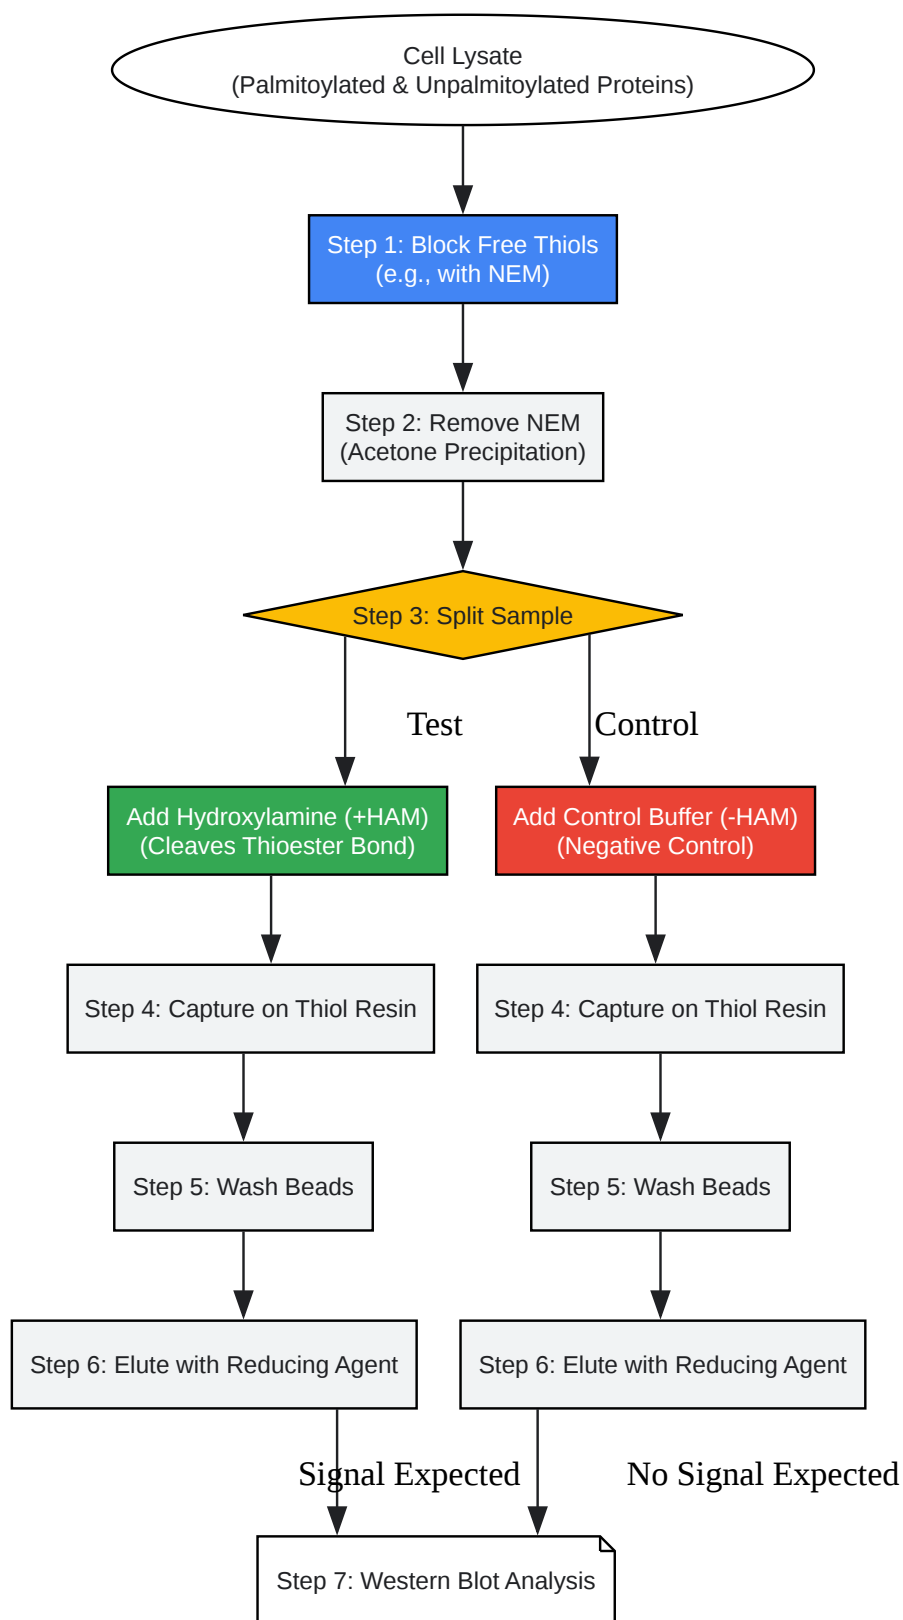 Cell Lysate
(Palmitoylated & Unpalmitoylated Proteins)
Step 1: Block Free Thiols
(e.g., with NEM)
Step 2: Remove NEM
(Acetone Precipitation)
Step 3: Split Sample
Test
Control
Add Hydroxylamine (+HAM)
(Cleaves Thioester Bond)
Add Control Buffer (-HAM)
(Negative Control)
Step 4: Capture on Thiol Resin
Step 4: Capture on Thiol Resin
Step 5: Wash Beads
Step 5: Wash Beads
Step 6: Elute with Reducing Agent
Step 6: Elute with Reducing Agent
Signal Expected
No Signal Expected
Step 7: Western Blot Analysis